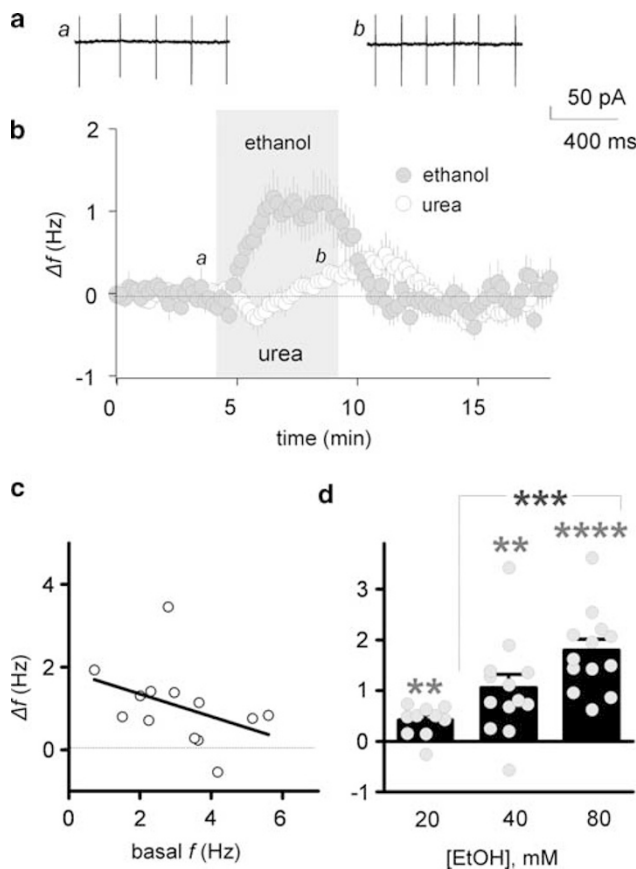 a
a
b
50 pA
400 ms
b
2
1
0
-1
Δf (Hz)
ethanol
ethanol
urea
a
b
urea
0
5
10
15
time (min)
c
4
2
0
Δf (Hz)
0
2
4
6
basal f (Hz)
d
***
**
**
****
3
2
1
0
-1
20
40
80
[EtOH], mM